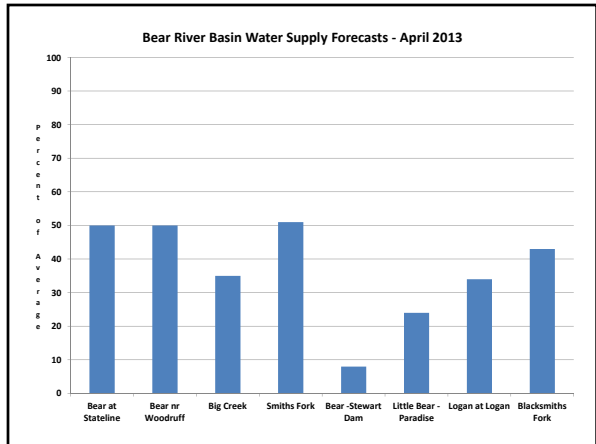 Bear River Basin Water Supply Forecasts - April 2013
Percent of Average
100
90
80
70
60
50
40
30
20
10
0
Bear at Stateline
Bear nr Woodruff
Big Creek
Smiths Fork
Bear -Stewart Dam
Little Bear - Paradise
Logan at Logan
Blacksmiths Fork